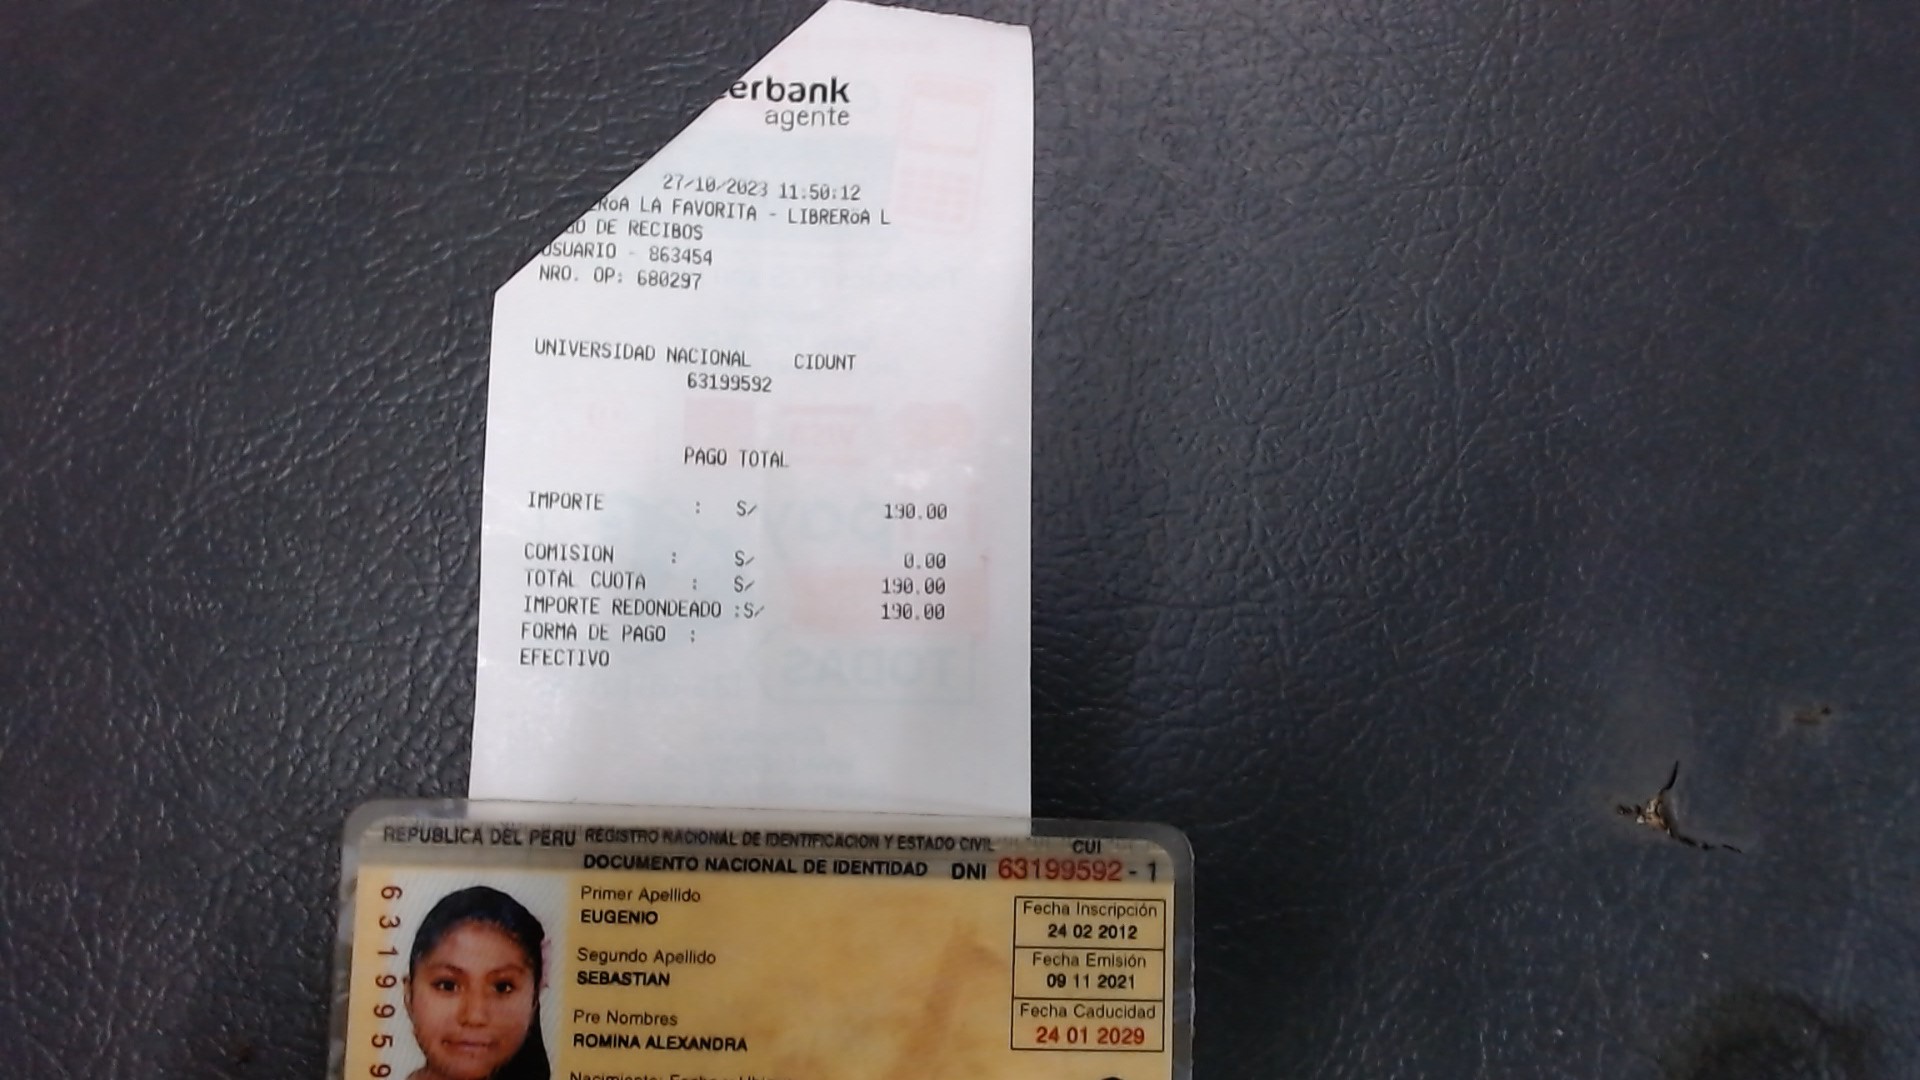 erbank
agente
27/10/2023 11:50:12
LA FAVORITA - LIBRERoA L
DE RECIBOS
USUARIO - 863454
NRO. OP: 680297
UNIVERSIDAD NACIONAL CIDUNT
63199592
PAGO TOTAL
IMPORTE : S/ 190.00
COMISION : S/ 0.00
TOTAL CUOTA : S/ 190.00
IMPORTE REDONDEADO :S/ 190.00
FORMA DE PAGO :
EFECTIVO
REPUBLICA DEL PERU REGISTRO NACIONAL DE IDENTIFICACION Y ESTADO CIVIL
CUI
DOCUMENTO NACIONAL DE IDENTIDAD DNI 63199592 - 1
Primer Apellido
EUGENIO
Segundo Apellido
SEBASTIAN
Pre Nombres
ROMINA ALEXANDRA
Fecha Inscripción
24 02 2012
Fecha Emisión
09 11 2021
Fecha Caducidad
24 01 2029
6319959